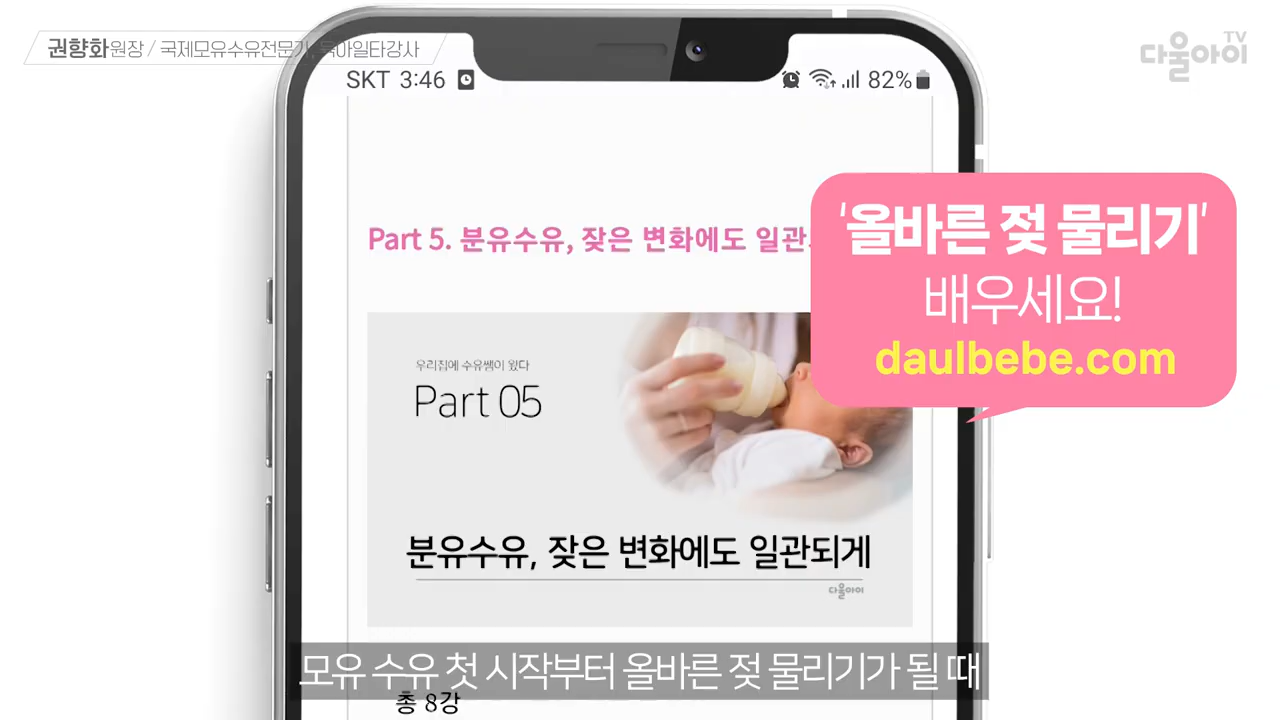 권향화원장 / 국제모유수유전문가, 육아일타강사
다울아이 TV
SKT 3:46
82%
Part 5. 분유수유, 잦은 변화에도 일관
'올바른 젖 물리기'
배우세요!
daulbebe.com
우리집에 수유쌤이 왔다
Part 05
분유수유, 잦은 변화에도 일관되게
다울아이
모유 수유 첫 시작부터 올바른 젖 물리기가 될 때
총 8강